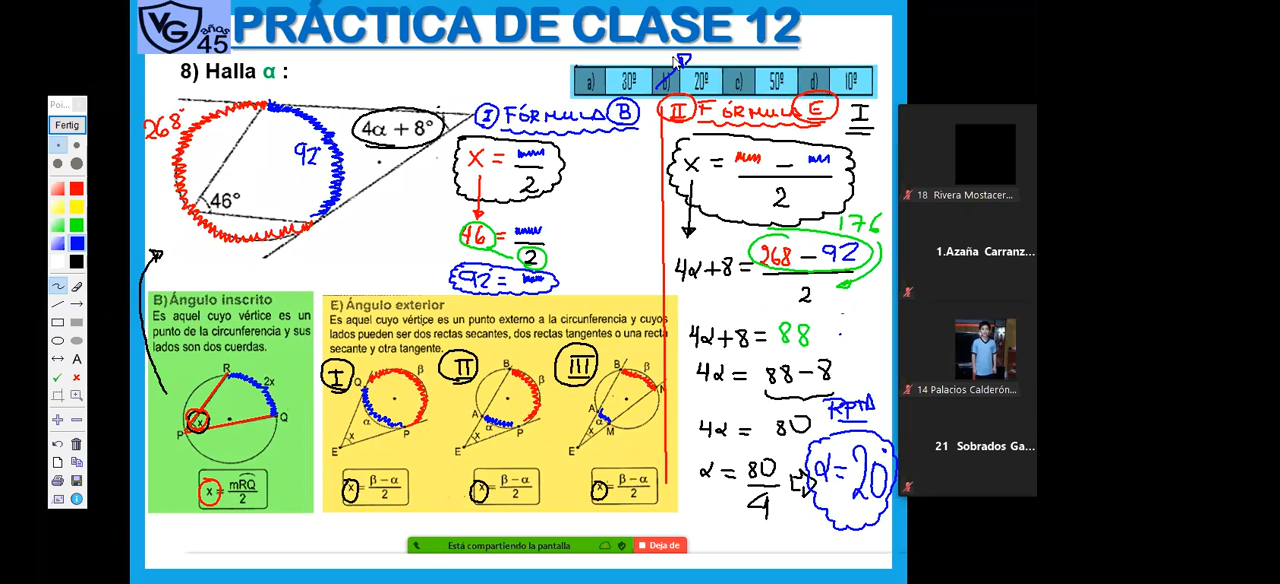 VG años 45
PRÁCTICA DE CLASE 12
8) Halla α :
a) 30º b) 20º c) 50º d) 10º
268°
92°
46°
4α + 8°
I FÓRMULA B
x = 
2
46 = 
2
92 = 
II FÓRMULA E I
x = −
2
176
4α+8 = 268 − 92
2
4α+8 = 88
4α = 88−8
4α = 80
α = 80
4
RPTA
α = 20°
B) Ángulo inscrito
Es aquel cuyo vértice es un
punto de la circunferencia y sus
lados son dos cuerdas.
R
2x
Q
P
x
x = mRQ
2
E) Ángulo exterior
Es aquel cuyo vértice es un punto externo a la circunferencia y cuyos
lados pueden ser dos rectas secantes, dos rectas tangentes o una recta
secante y otra tangente.
I
Q β
α
x
E P
x = β−α
2
II
B
β
A
α
x
E P
x = β−α
2
III
B
β
N
A
α
x M
E
x = β−α
2
Poi...
Fertig
A
Está compartiendo la pantalla
Deja de
18 Rivera Mostacer...
1.Azaña Carranz...
14 Palacios Calderón
21 Sobrados Ga...